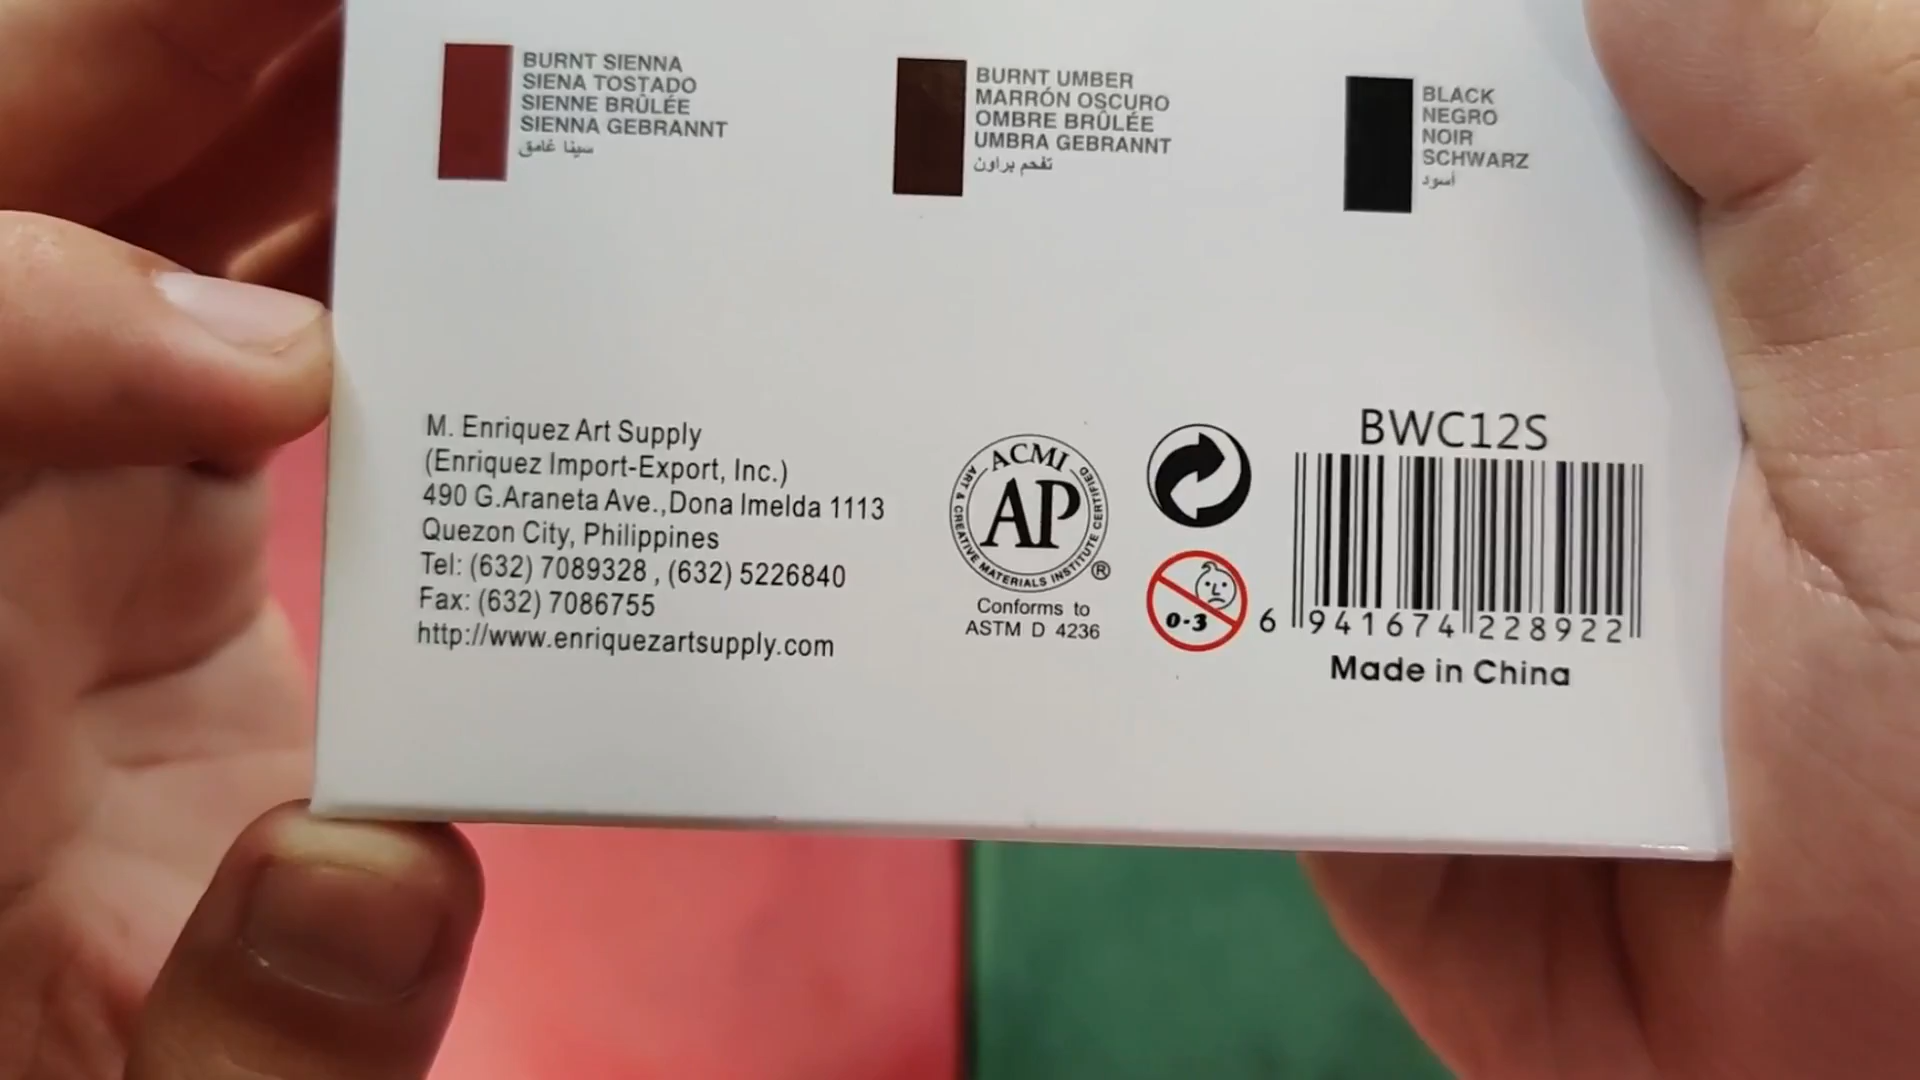 BURNT SIENNA
SIENA TOSTADO
SIENNE BRÛLÉE
SIENNA GEBRANNT
سينا غامق
BURNT UMBER
MARRÓN OSCURO
OMBRE BRÛLÉE
UMBRA GEBRANNT
تفحم براون
BLACK
NEGRO
NOIR
SCHWARZ
أسود
M. Enriquez Art Supply
(Enriquez Import-Export, Inc.)
490 G.Araneta Ave.,Dona Imelda 1113
Quezon City, Philippines
Tel: (632) 7089328 , (632) 5226840
Fax: (632) 7086755
http://www.enriquezartsupply.com
ACMI
AP
ART & CREATIVE MATERIALS INSTITUTE CERTIFIED
®
Conforms to
ASTM D 4236
0-3
BWC12S
6 941674 228922
Made in China